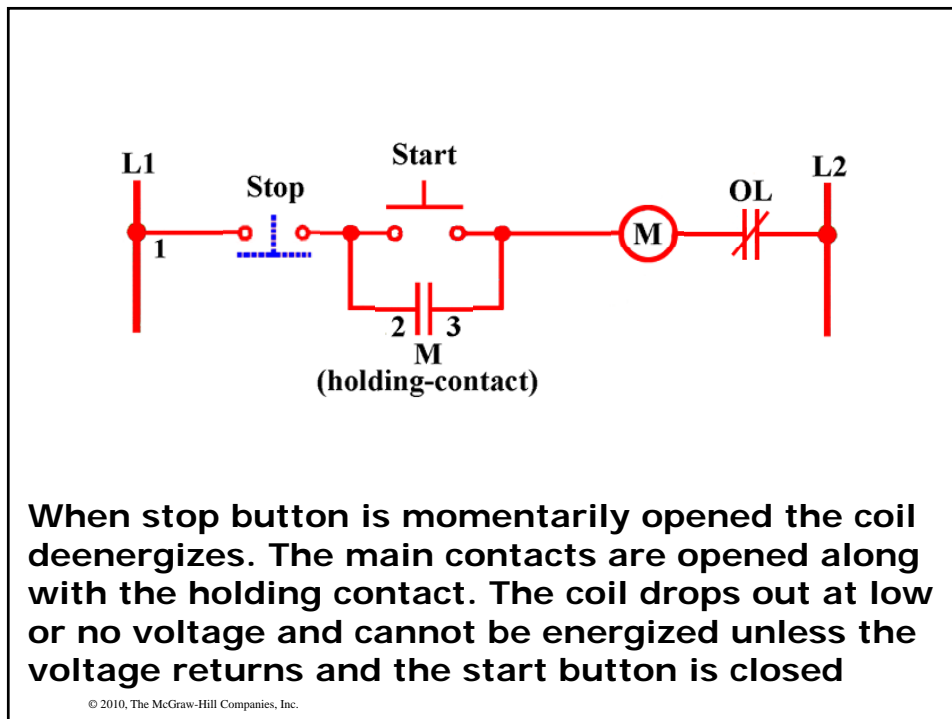 L1
Start
L2
Stop
OL
1
M
2 3
M
(holding-contact)
When stop button is momentarily opened the coil
deenergizes. The main contacts are opened along
with the holding contact. The coil drops out at low
or no voltage and cannot be energized unless the
voltage returns and the start button is closed
© 2010, The McGraw-Hill Companies, Inc.